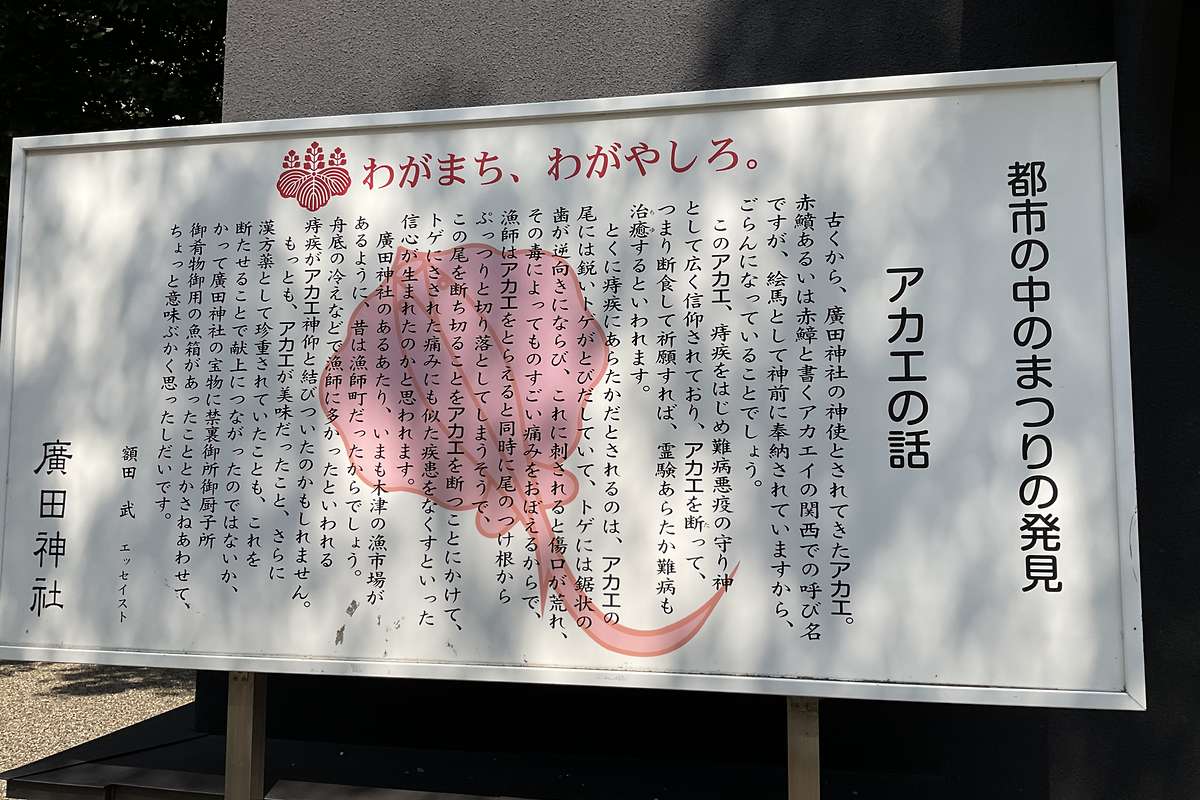 わがまち、わがやしろ。
都市の中のまつりの発見
アカエの話
古くから、廣田神社の神使とされてきたアカエ。
赤鱝あるいは赤鱆と書くアカエイの関西での呼び名
ですが、絵馬として神前に奉納されていますから、
ごらんになっていることでしょう。
このアカエ、痔疾をはじめ難病悪疫の守り神
として広く信仰されており、アカエを断って、
つまり断食して祈願すれば、霊験あらたか難病も
治癒するといわれます。
とくに痔疾にあらたかだとされるのは、アカエの
尾には鋭いトゲがとびだしていて、トゲには鋸状の
歯が逆向きにならび、これに刺されると傷口が荒れ、
その毒によってものすごい痛みをおぼえるからで、
漁師はアカエをとらえると同時に尾のつけ根から
ぷっつりと切り落としてしまうそうで、
この尾を断ち切ることをアカエを断つことにかけて、
トゲにさされた痛みにも似た疾患をなくすといった
信心が生まれたのかと思われます。
廣田神社のあるあたり、いまも木津の漁市場が
あるように、昔は漁師町だったからでしょう。
舟底の冷えなどで漁師に多かったといわれる
痔疾がアカエ神仰と結びついたのかもしれません。
もっとも、アカエが美味だったこと、さらに
漢方薬として珍重されていたことも、これを
断たせることで献上につながったのではないか、
かって廣田神社の宝物に禁裏御所御厨子所
御肴物御用の魚箱があったこととかさねあわせて、
ちょっと意味ぶかく思ったしだいです。
額田 武 エッセイスト
廣田神社